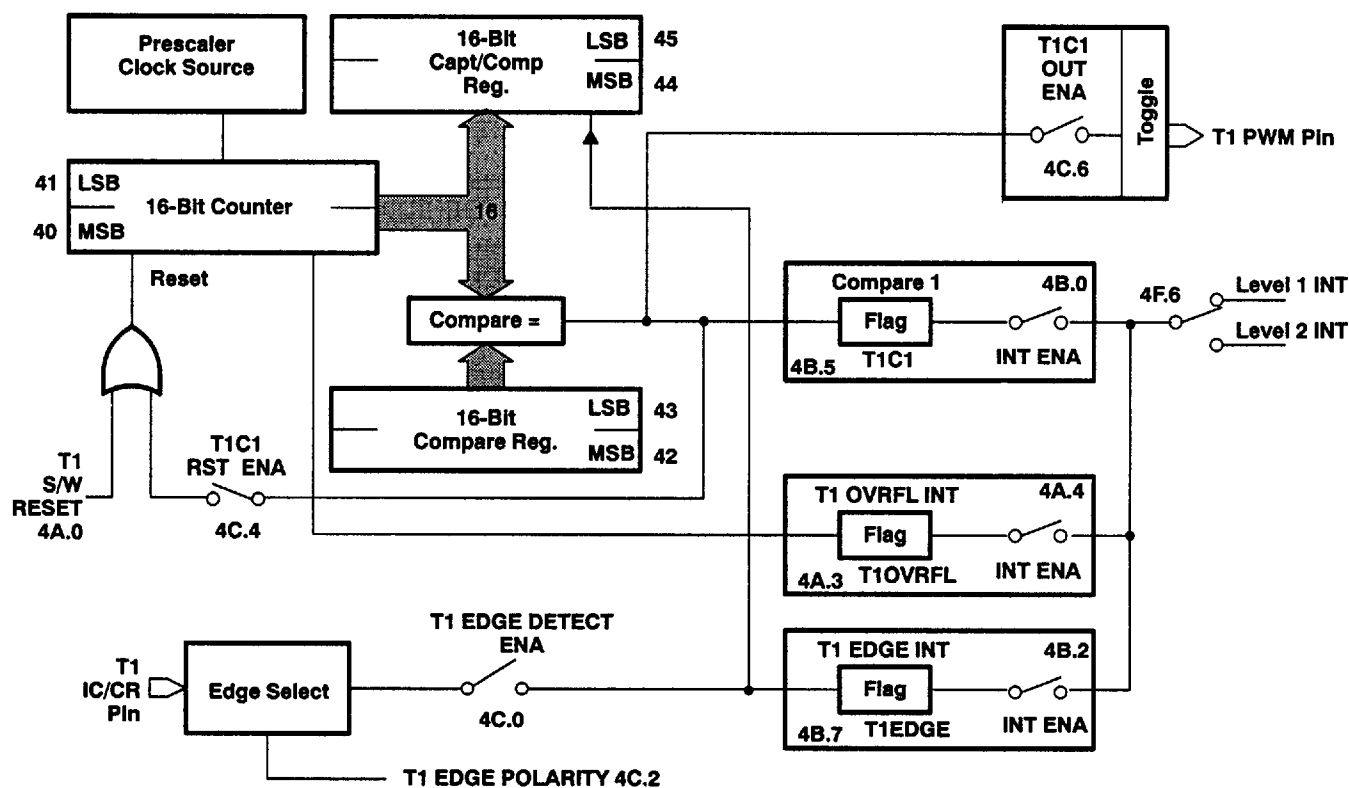 Prescaler
Clock Source
16-Bit
Capt/Comp
Reg.
LSB
MSB
45
44
T1C1
OUT
ENA
4C.6
Toggle
T1 PWM Pin
41
40
LSB
MSB
16-Bit Counter
16
Reset
Compare =
16-Bit
Compare Reg.
LSB
MSB
43
42
Compare 1
Flag
T1C1
4B.5
4B.0
INT ENA
4F.6
Level 1 INT
Level 2 INT
T1
S/W
RESET
4A.0
T1C1
RST ENA
4C.4
T1 OVRFL INT
Flag
T1OVRFL
4A.3
4A.4
INT ENA
T1
IC/CR
Pin
Edge Select
T1 EDGE DETECT
ENA
4C.0
T1 EDGE INT
Flag
T1EDGE
4B.7
4B.2
INT ENA
T1 EDGE POLARITY 4C.2